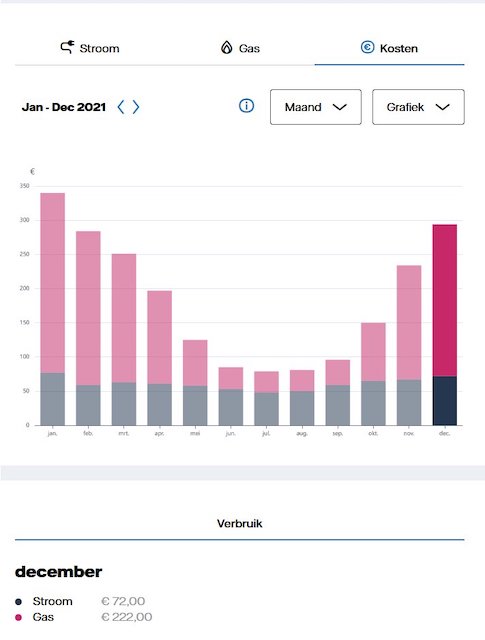 Stroom Gas Kosten
Jan - Dec 2021 Maand Grafiek
€
350
300
250
200
150
100
50
0
jan. feb. mrt. apr. mei jun. jul. aug. sep. okt. nov. dec.
Verbruik
december
Stroom € 72,00
Gas € 222,00